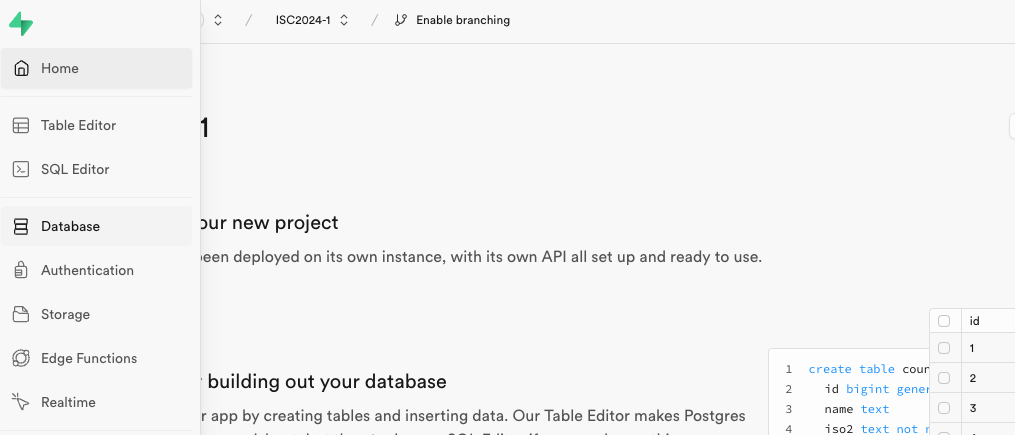 ISC2024-1 / Enable branching
Home
1
Table Editor
SQL Editor
our new project
Database
been deployed on its own instance, with its own API all set up and ready to use.
Authentication
Storage
id
Edge Functions
1
1 create table coun
building out your database
2
2 id bigint gener
Realtime
3
3 name text
r app by creating tables and inserting data. Our Table Editor makes Postgres
4 iso2 text not n